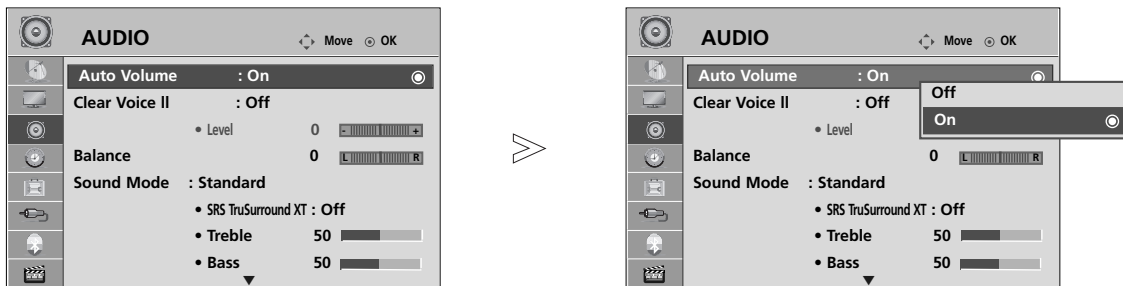 AUDIO Move OK
Auto Volume : On
Clear Voice ll : Off
• Level 0 - +
Balance 0 L R
Sound Mode : Standard
• SRS TruSurround XT : Off
• Treble 50
• Bass 50
AUDIO Move OK
Auto Volume : On
Clear Voice ll : Off
• Level
Balance 0 L R
Sound Mode : Standard
• SRS TruSurround XT : Off
• Treble 50
• Bass 50
Off
On